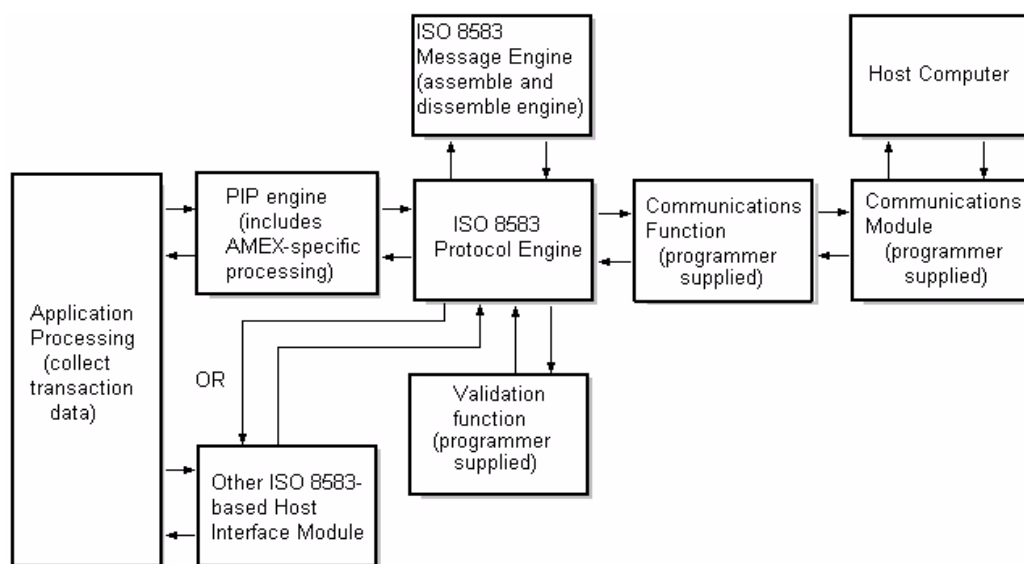 ISO 8583
Message Engine
(assemble and
dissemble engine)
Host Computer
PIP engine
(includes
AMEX-specific
processing)
ISO 8583
Protocol Engine
Communications
Function
(programmer
supplied)
Communications
Module
(programmer
supplied)
Application
Processing
(collect
transaction
data)
OR
Validation
function
(programmer
supplied)
Other ISO 8583-
based Host
Interface Module